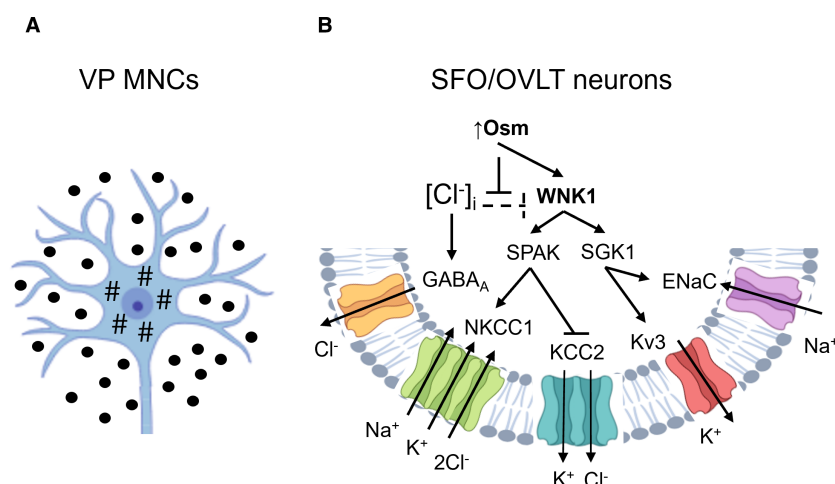 A
B
VP MNCs
SFO/OVLT neurons
↑Osm
[Cl⁻]ᵢ
WNK1
SPAK
SGK1
GABA_A
ENaC
NKCC1
KCC2
Kv3
Cl⁻
Na⁺
Na⁺
K⁺
2Cl⁻
K⁺
K⁺ Cl⁻
# # # # # #